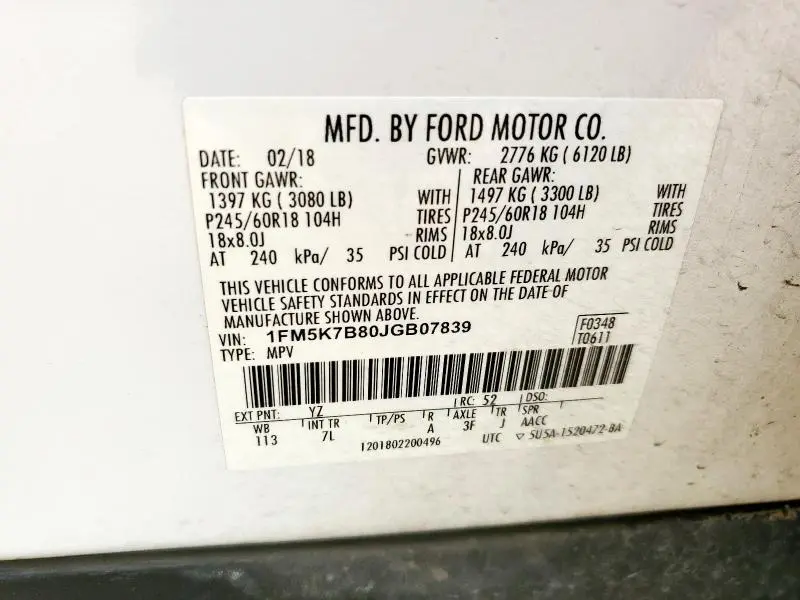 MFD. BY FORD MOTOR CO.
DATE: 02/18 GVWR: 2776 KG ( 6120 LB)
FRONT GAWR: REAR GAWR:
1397 KG ( 3080 LB) WITH 1497 KG ( 3300 LB) WITH
P245/60R18 104H TIRES P245/60R18 104H TIRES
18x8.0J RIMS 18x8.0J RIMS
AT 240 kPa/ 35 PSI COLD AT 240 kPa/ 35 PSI COLD
THIS VEHICLE CONFORMS TO ALL APPLICABLE FEDERAL MOTOR
VEHICLE SAFETY STANDARDS IN EFFECT ON THE DATE OF
MANUFACTURE SHOWN ABOVE.
VIN: 1FM5K7B80JGB07839 F0348
TYPE: MPV T0611
EXT PNT: YZ RC: 52 DSO:
WB INT TR TP/PS R AXLE TR SPR
113 7L A 3F J AACC
1201802200496 UTC ▽ 5U5A-1520472-BA